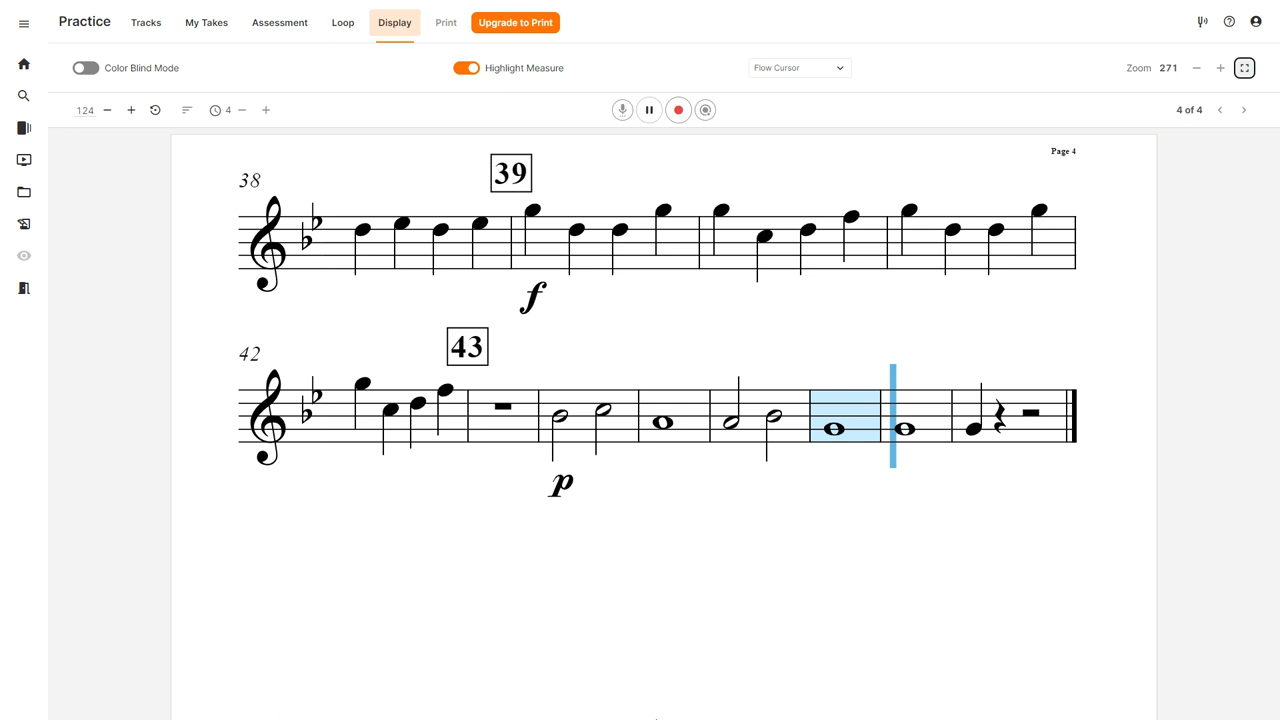 Practice Tracks My Takes Assessment Loop Display Print Upgrade to Print
Color Blind Mode Highlight Measure Flow Cursor Zoom 271
124 4 4 of 4
Page 4
39
38
f
43
42
p